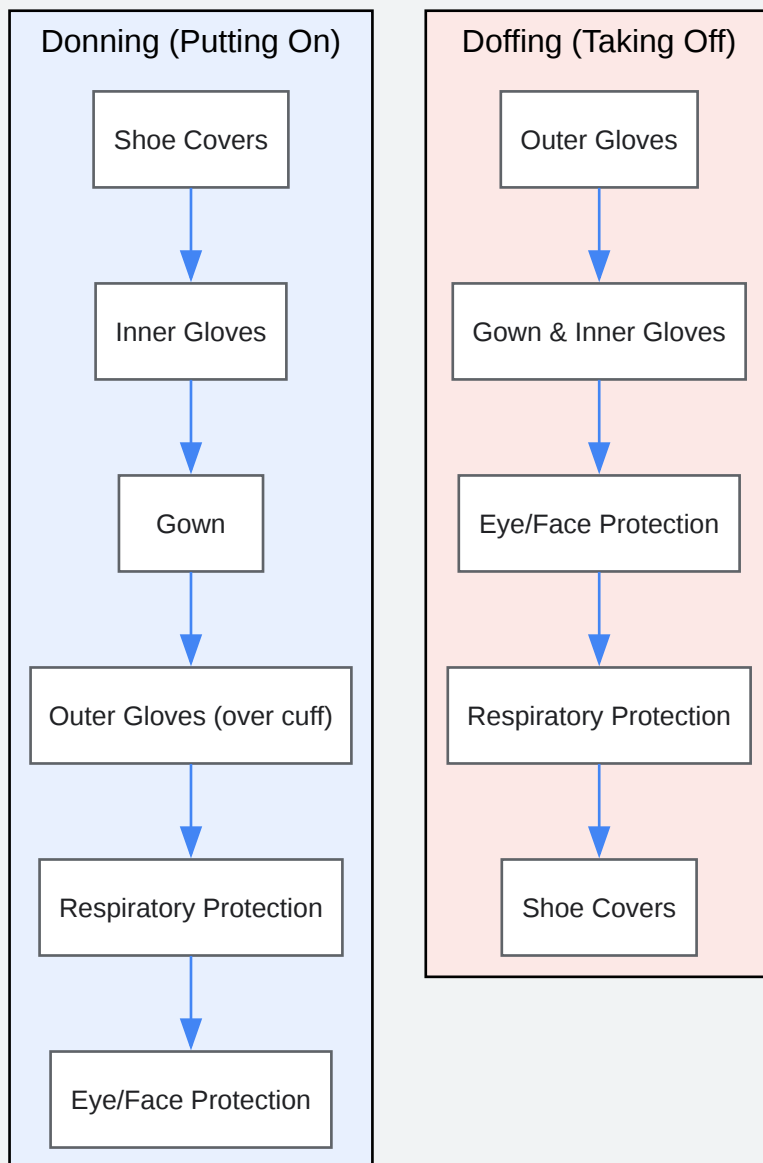 Donning (Putting On)
Shoe Covers
Inner Gloves
Gown
Outer Gloves (over cuff)
Respiratory Protection
Eye/Face Protection
Doffing (Taking Off)
Outer Gloves
Gown & Inner Gloves
Eye/Face Protection
Respiratory Protection
Shoe Covers